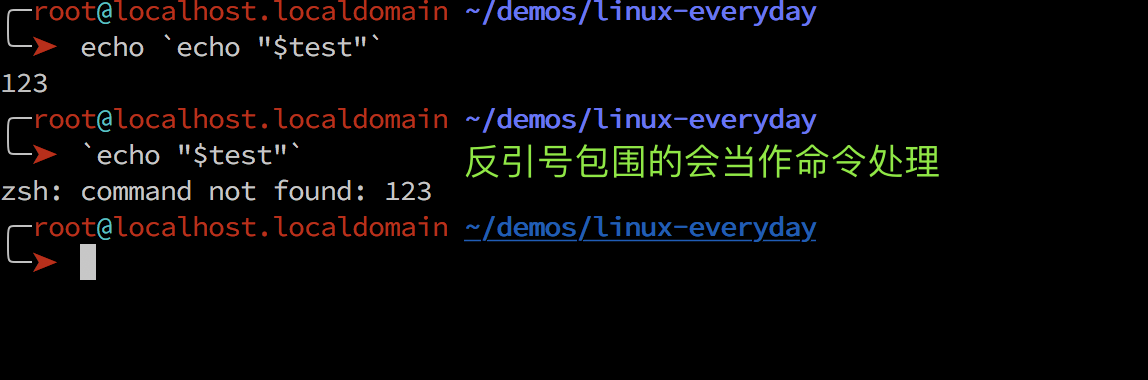 root@localhost.localdomain ~/demos/linux-everyday
➤ echo `echo "$test"`
123
root@localhost.localdomain ~/demos/linux-everyday
➤ `echo "$test"` 反引号包围的会当作命令处理
zsh: command not found: 123
root@localhost.localdomain ~/demos/linux-everyday
➤